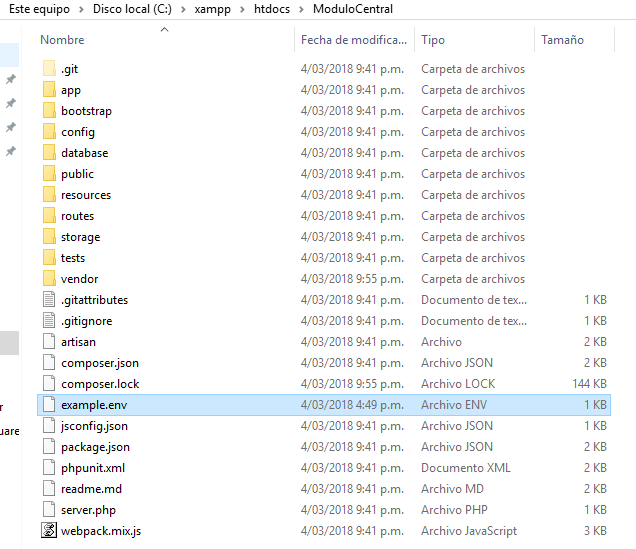 Este equipo › Disco local (C:) › xampp › htdocs › ModuloCentral
Nombre Fecha de modifica... Tipo Tamaño
.git 4/03/2018 9:41 p.m. Carpeta de archivos
app 4/03/2018 9:41 p.m. Carpeta de archivos
bootstrap 4/03/2018 9:41 p.m. Carpeta de archivos
config 4/03/2018 9:41 p.m. Carpeta de archivos
database 4/03/2018 9:41 p.m. Carpeta de archivos
public 4/03/2018 9:41 p.m. Carpeta de archivos
resources 4/03/2018 9:41 p.m. Carpeta de archivos
routes 4/03/2018 9:41 p.m. Carpeta de archivos
storage 4/03/2018 9:41 p.m. Carpeta de archivos
tests 4/03/2018 9:41 p.m. Carpeta de archivos
vendor 4/03/2018 9:55 p.m. Carpeta de archivos
.gitattributes 4/03/2018 9:41 p.m. Documento de tex... 1 KB
.gitignore 4/03/2018 9:41 p.m. Documento de tex... 1 KB
artisan 4/03/2018 9:41 p.m. Archivo 2 KB
composer.json 4/03/2018 9:41 p.m. Archivo JSON 2 KB
composer.lock 4/03/2018 9:55 p.m. Archivo LOCK 144 KB
r example.env 4/03/2018 4:49 p.m. Archivo ENV 1 KB
uare jsconfig.json 4/03/2018 9:41 p.m. Archivo JSON 1 KB
package.json 4/03/2018 9:41 p.m. Archivo JSON 2 KB
phpunit.xml 4/03/2018 9:41 p.m. Documento XML 2 KB
readme.md 4/03/2018 9:41 p.m. Archivo MD 2 KB
server.php 4/03/2018 9:41 p.m. Archivo PHP 1 KB
webpack.mix.js 4/03/2018 9:41 p.m. Archivo JavaScript 3 KB